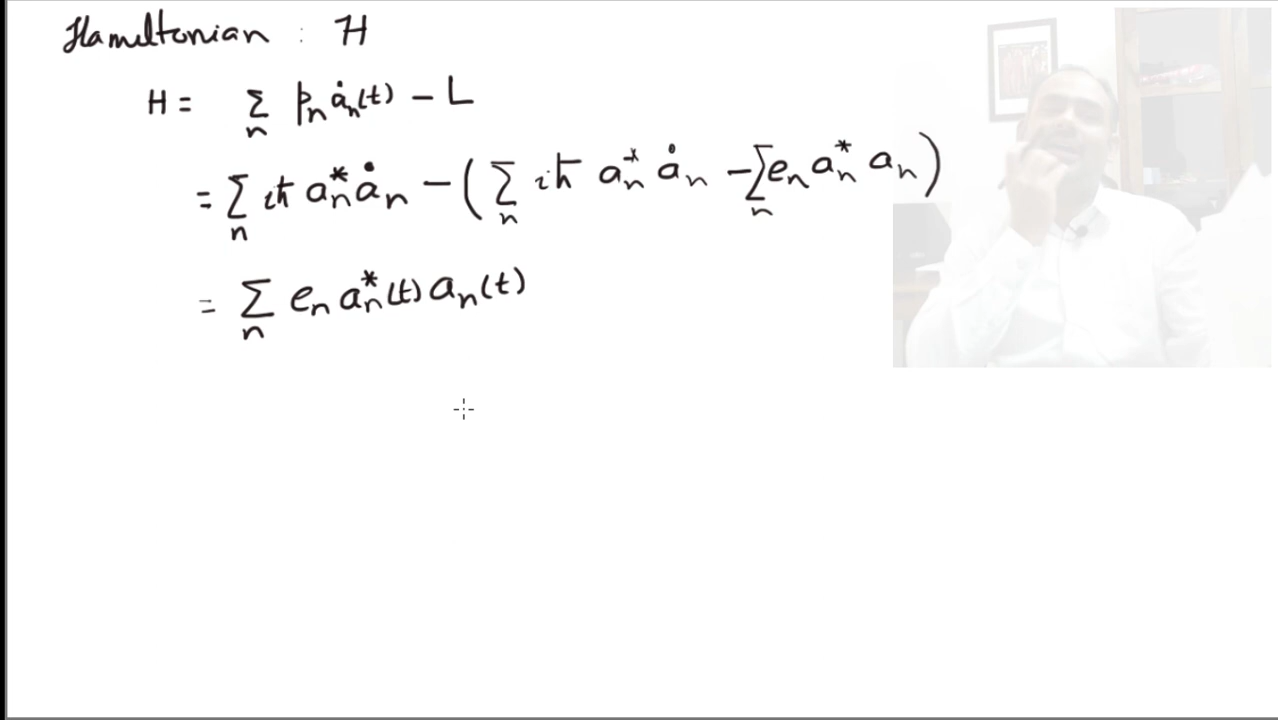 Hamiltonian : H
H = Σ_n p_n ȧ_n(t) − L
= Σ_n iħ a_n^* ȧ_n − ( Σ_n iħ a_n^* ȧ_n − Σ_n e_n a_n^* a_n )
= Σ_n e_n a_n^*(t) a_n(t)